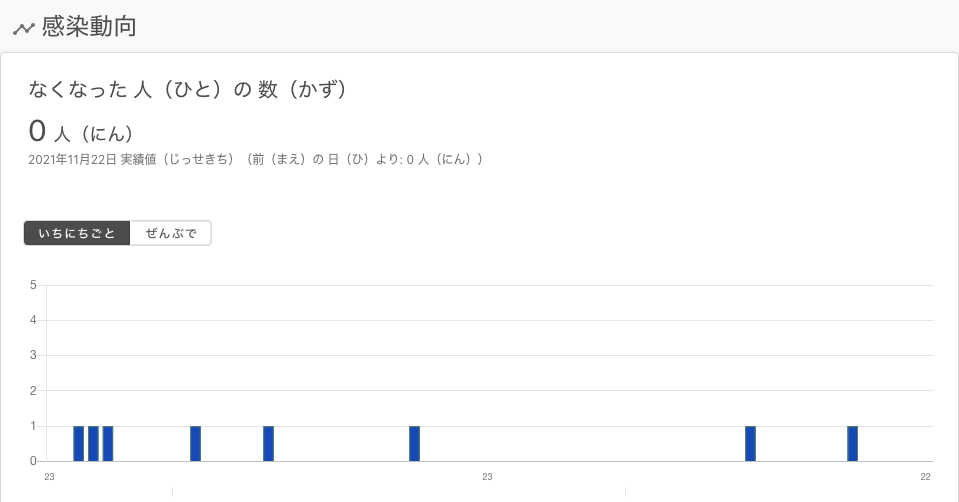 感染動向
なくなった 人（ひと）の 数（かず）
0 人（にん）
2021年11月22日 実績値（じっせきち）（前（まえ）の 日（ひ）より: 0 人（にん））
いちにちごと ぜんぶで
5
4
3
2
1
0
23 23 22